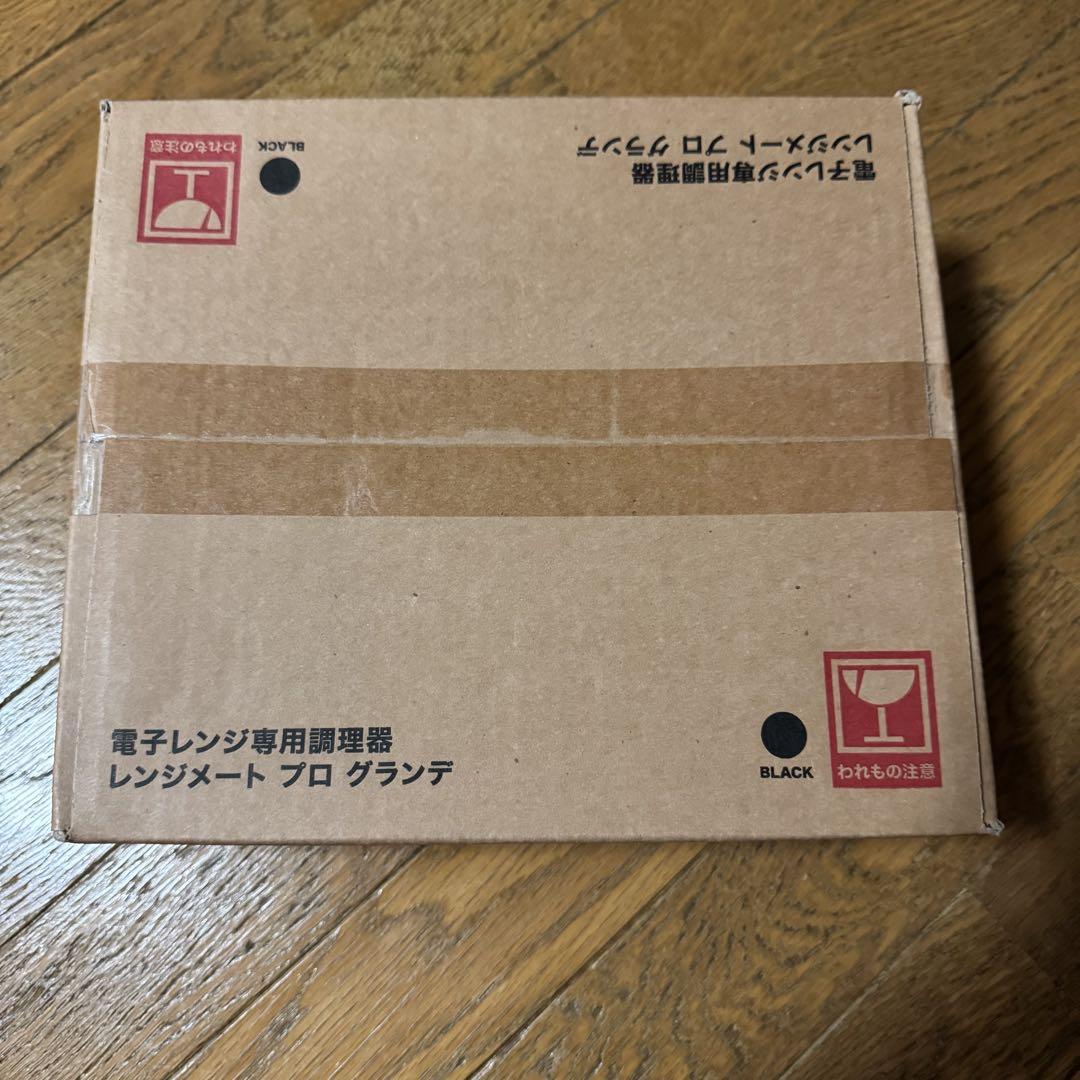 われもの注意
BLACK
電子レンジ専用調理器
レンジメート プロ グランデ
電子レンジ専用調理器
レンジメート プロ グランデ
BLACK
われもの注意